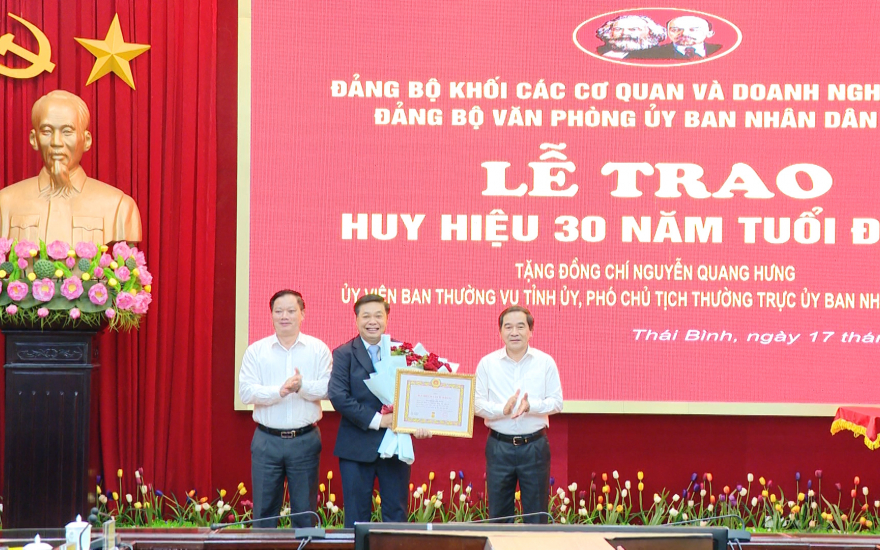 ĐẢNG BỘ KHỐI CÁC CƠ QUAN VÀ DOANH NGH
ĐẢNG BỘ VĂN PHÒNG ỦY BAN NHÂN DÂN
LỄ TRAO
HUY HIỆU 30 NĂM TUỔI Đ
TẶNG ĐỒNG CHÍ NGUYỄN QUANG HƯNG
ỦY VIÊN BAN THƯỜNG VỤ TỈNH ỦY, PHÓ CHỦ TỊCH THƯỜNG TRỰC ỦY BAN NH
Thái Bình, ngày 17 thá